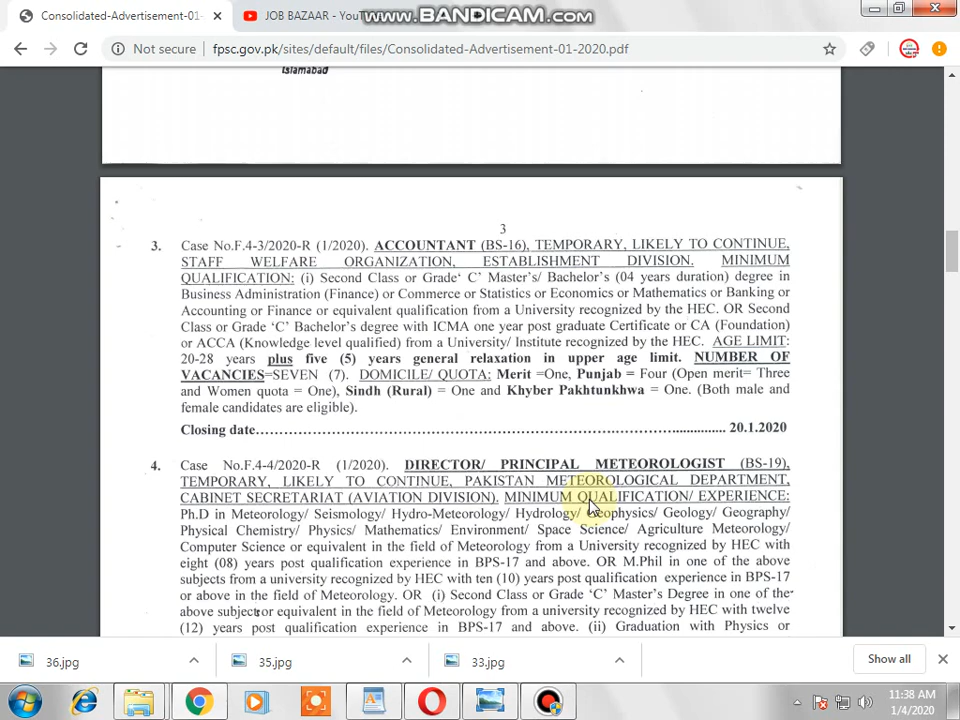 Consolidated-Advertisement-01-
JOB BAZAAR - YouT
www.BANDICAM.com
Not secure
fpsc.gov.pk/sites/default/files/Consolidated-Advertisement-01-2020.pdf
Islamabad
3
3. Case No.F.4-3/2020-R (1/2020). ACCOUNTANT (BS-16), TEMPORARY, LIKELY TO CONTINUE,
STAFF WELFARE ORGANIZATION, ESTABLISHMENT DIVISION. MINIMUM
QUALIFICATION: (i) Second Class or Grade‘ C’ Master’s/ Bachelor’s (04 years duration) degree in
Business Administration (Finance) or Commerce or Statistics or Economics or Mathematics or Banking or
Accounting or Finance or equivalent qualification from a University recognized by the HEC. OR Second
Class or Grade ‘C’ Bachelor’s degree with ICMA one year post graduate Certificate or CA (Foundation)
or ACCA (Knowledge level qualified) from a University/ Institute recognized by the HEC. AGE LIMIT:
20-28 years plus five (5) years general relaxation in upper age limit. NUMBER OF
VACANCIES=SEVEN (7). DOMICILE/ QUOTA: Merit =One, Punjab = Four (Open merit= Three
and Women quota = One), Sindh (Rural) = One and Khyber Pakhtunkhwa = One. (Both male and
female candidates are eligible).
Closing date.......................................................................................................... 20.1.2020
4. Case No.F.4-4/2020-R (1/2020). DIRECTOR/ PRINCIPAL METEOROLOGIST (BS-19),
TEMPORARY, LIKELY TO CONTINUE, PAKISTAN METEOROLOGICAL DEPARTMENT,
CABINET SECRETARIAT (AVIATION DIVISION). MINIMUM QUALIFICATION/ EXPERIENCE:
Ph.D in Meteorology/ Seismology/ Hydro-Meteorology/ Hydrology/ Geophysics/ Geology/ Geography/
Physical Chemistry/ Physics/ Mathematics/ Environment/ Space Science/ Agriculture Meteorology/
Computer Science or equivalent in the field of Meteorology from a University recognized by HEC with
eight (08) years post qualification experience in BPS-17 and above. OR M.Phil in one of the above
subjects from a university recognized by HEC with ten (10) years post qualification experience in BPS-17
or above in the field of Meteorology. OR (i) Second Class or Grade ‘C’ Master’s Degree in one of the
above subject or equivalent in the field of Meteorology from a university recognized by HEC with twelve
(12) years post qualification experience in BPS-17 and above. (ii) Graduation with Physics or
36.jpg
35.jpg
33.jpg
Show all
11:38 AM
1/4/2020